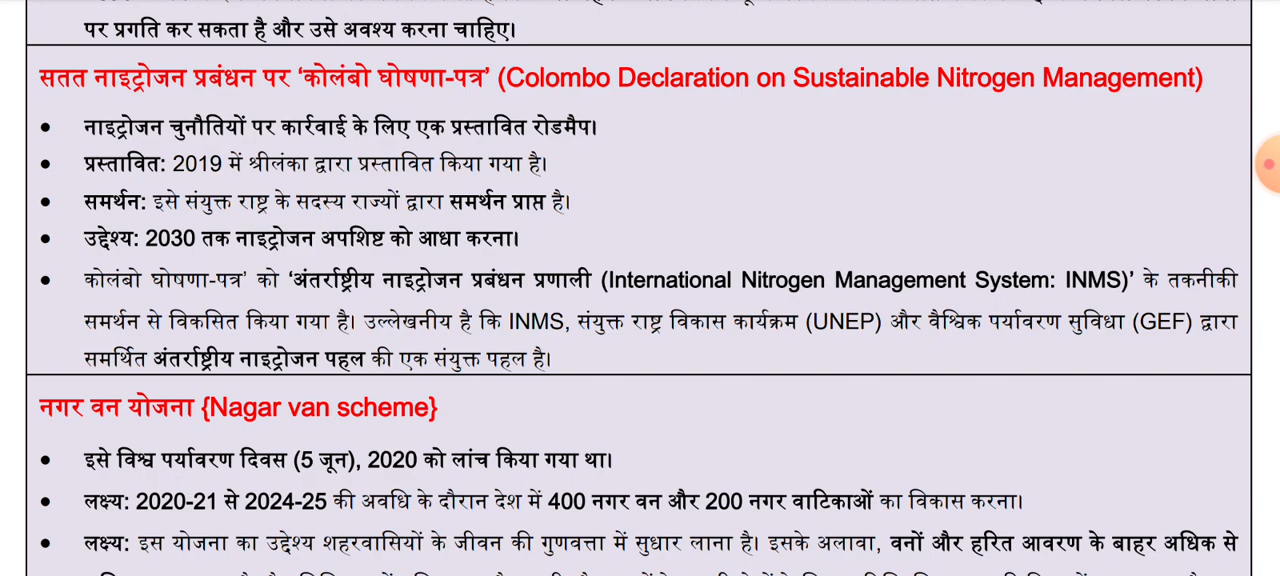 पर प्रगति कर सकता है और उसे अवश्य करना चाहिए।
सतत नाइट्रोजन प्रबंधन पर ‘कोलंबो घोषणा-पत्र’ (Colombo Declaration on Sustainable Nitrogen Management)
● नाइट्रोजन चुनौतियों पर कार्रवाई के लिए एक प्रस्तावित रोडमैप।
● प्रस्तावित: 2019 में श्रीलंका द्वारा प्रस्तावित किया गया है।
● समर्थन: इसे संयुक्त राष्ट्र के सदस्य राज्यों द्वारा समर्थन प्राप्त है।
● उद्देश्य: 2030 तक नाइट्रोजन अपशिष्ट को आधा करना।
● कोलंबो घोषणा-पत्र’ को ‘अंतर्राष्ट्रीय नाइट्रोजन प्रबंधन प्रणाली (International Nitrogen Management System: INMS)’ के तकनीकी
समर्थन से विकसित किया गया है। उल्लेखनीय है कि INMS, संयुक्त राष्ट्र विकास कार्यक्रम (UNEP) और वैश्विक पर्यावरण सुविधा (GEF) द्वारा
समर्थित अंतर्राष्ट्रीय नाइट्रोजन पहल की एक संयुक्त पहल है।
नगर वन योजना {Nagar van scheme}
● इसे विश्व पर्यावरण दिवस (5 जून), 2020 को लांच किया गया था।
● लक्ष्य: 2020-21 से 2024-25 की अवधि के दौरान देश में 400 नगर वन और 200 नगर वाटिकाओं का विकास करना।
● लक्ष्य: इस योजना का उद्देश्य शहरवासियों के जीवन की गुणवत्ता में सुधार लाना है। इसके अलावा, वनों और हरित आवरण के बाहर अधिक से